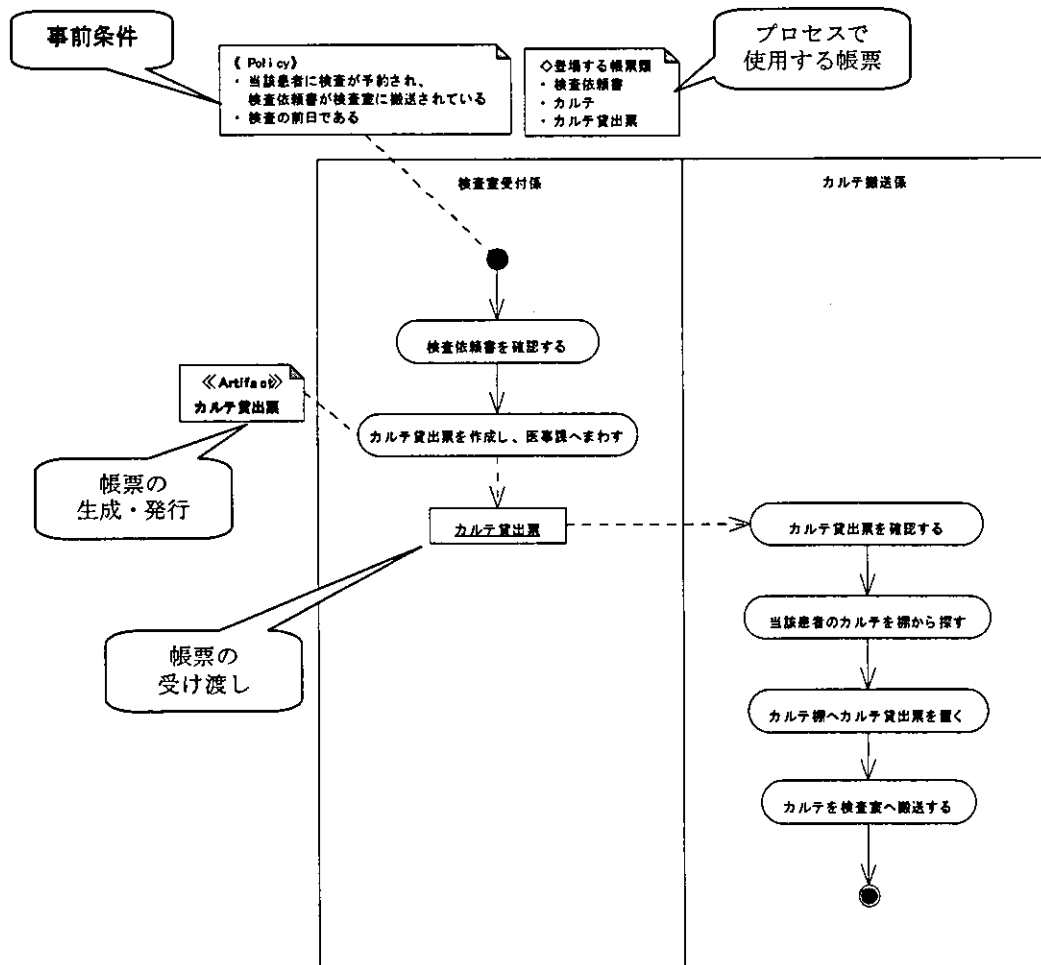 事前条件
《 Policy》
・ 当該患者に検査が予約され、
検査依頼書が検査室に搬送されている
・ 検査の前日である
◇登場する帳票類
・ 検査依頼書
・ カルテ
・ カルテ貸出票
プロセスで
使用する帳票
検査室受付係
カルテ搬送係
検査依頼書を確認する
≪Artifact≫
カルテ貸出票
カルテ貸出票を作成し、医事課へまわす
帳票の
生成・発行
カルテ貸出票
カルテ貸出票を確認する
当該患者のカルテを棚から探す
帳票の
受け渡し
カルテ棚へカルテ貸出票を置く
カルテを検査室へ搬送する